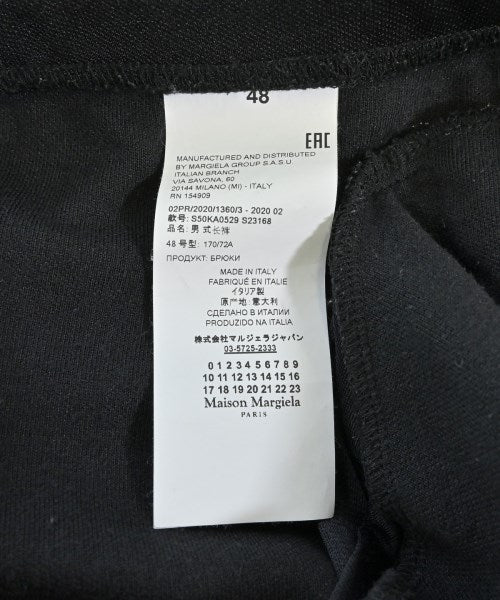 48
EAC
MANUFACTURED AND DISTRIBUTED
BY MARGIELA GROUP S.A.S.U.
ITALIAN BRANCH
VIA SAVONA, 60
20144 MILANO (MI) - ITALY
RN 154909
02PR/2020/1360/3 - 2020 02
款号: S50KA0529 S23168
品名: 男 式 长 裤
48 号型: 170/72A
ПРОДУКТ: БРЮКИ
MADE IN ITALY
FABRIQUÉ EN ITALIE
イタリア製
原产地: 意大利
СДЕЛАНО В ИТАЛИИ
PRODUZIDO NA ITALIA
株式会社マルジェラジャパン
03-5725-2333
0 1 2 3 4 5 6 7 8 9
10 11 12 13 14 15 16
17 18 19 20 21 22 23
Maison Margiela
PARIS